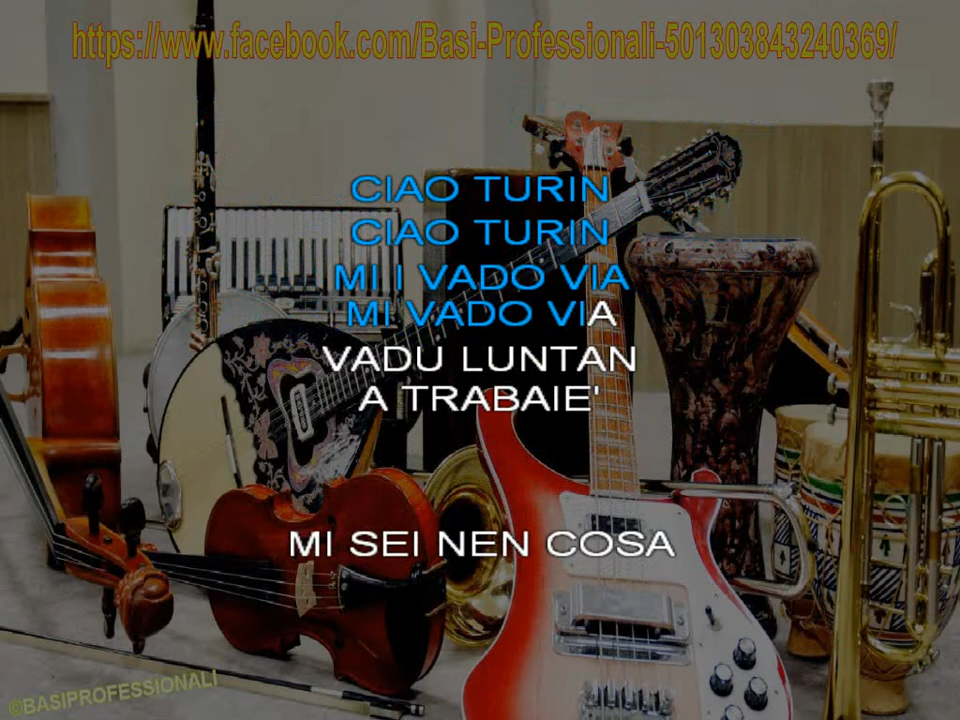 https://www.facebook.com/Basi-Professionali-501303843240369/
CIAO TURIN
CIAO TURIN
MI I VADO VIA
MI VADO VIA
VADU LUNTAN
A TRABAIE'
MI SEI NEN COSA
©BASIPROFESSIONALI